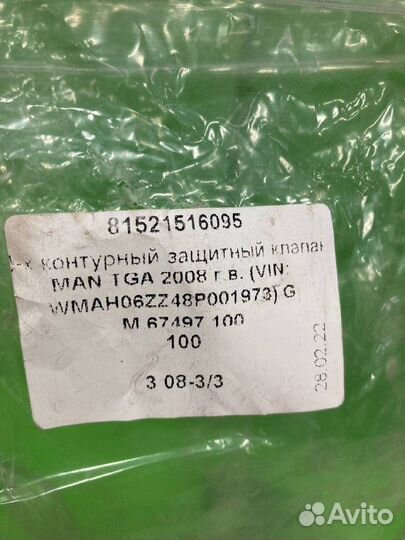 81521516095
4-х контурный защитный клапан
MAN TGA 2008 г.в. (VIN:
WMAH06ZZ48P001973) G
M 67497 100
100
3 08-3/3
28.02.22
Avito